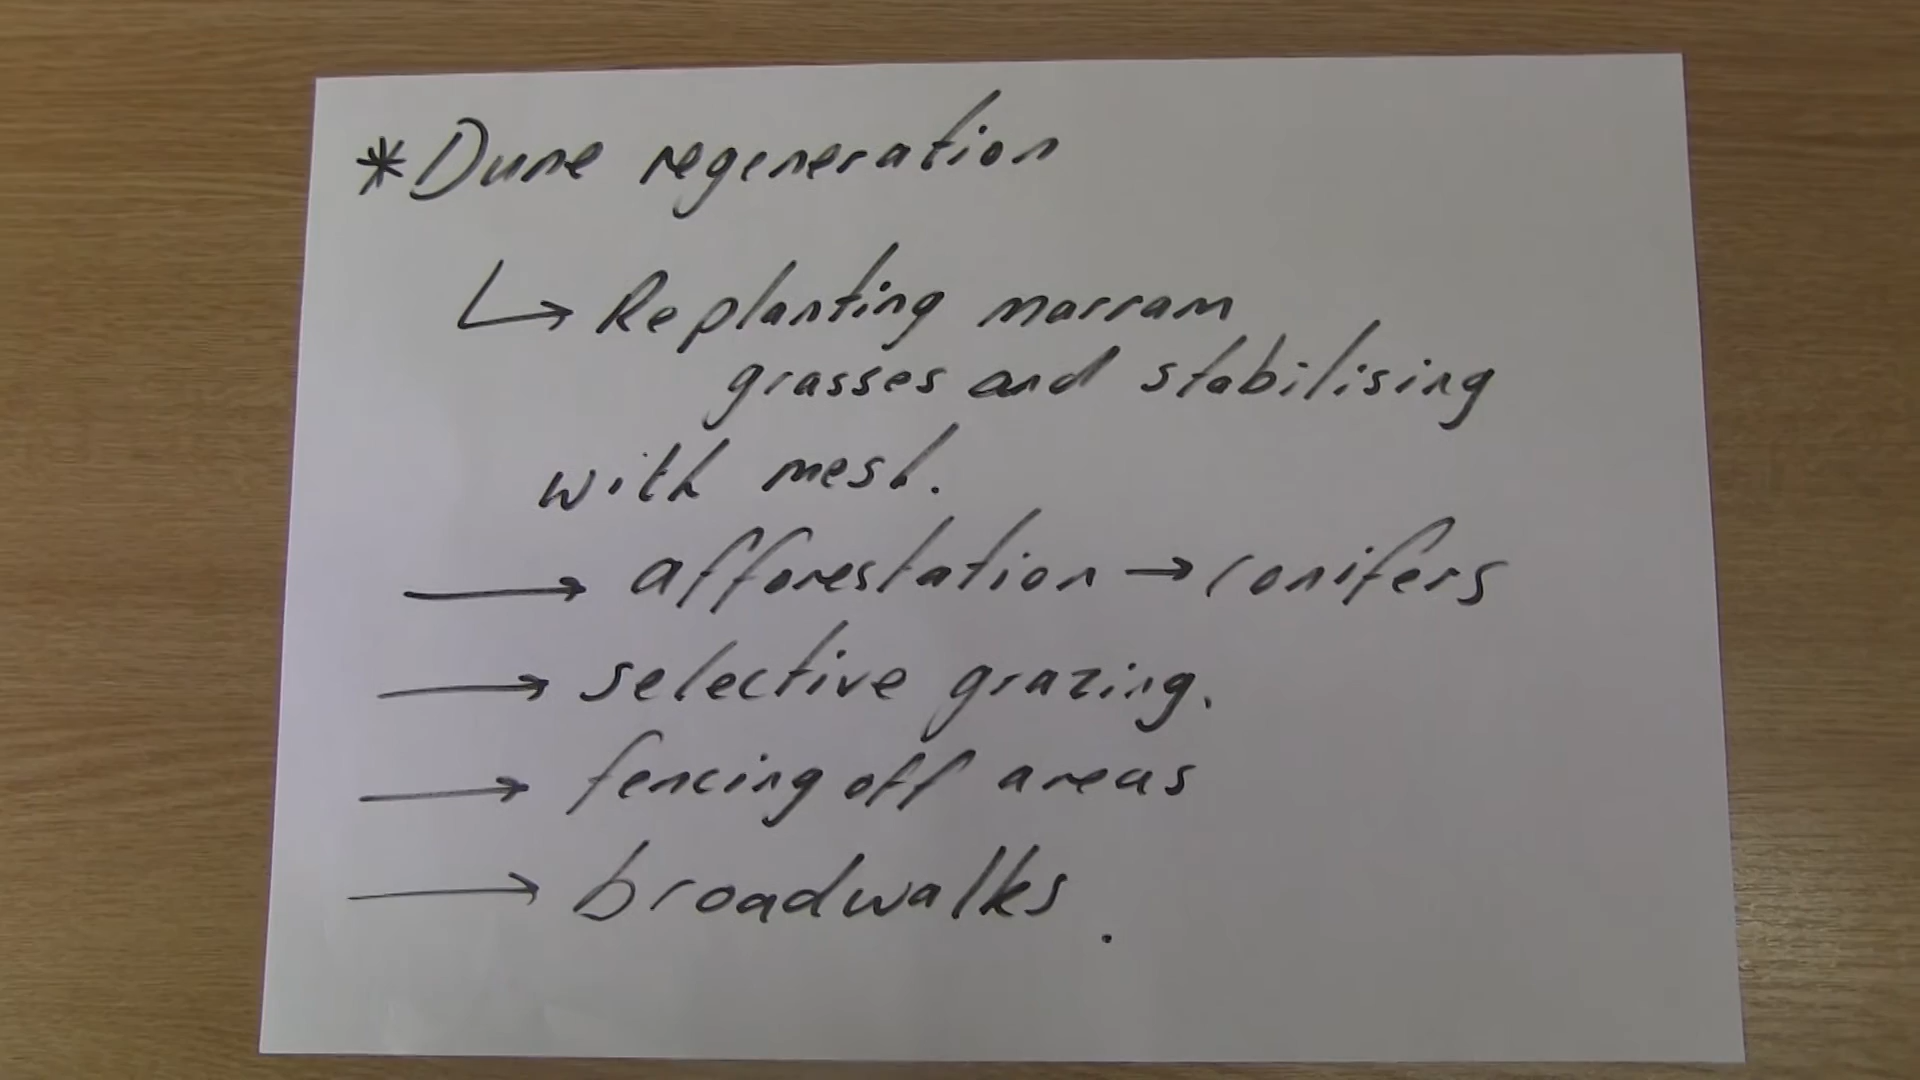 *Dune regeneration
↳ Replanting marram
grasses and stabilising
with mesh.
→ afforestation → conifers
→ selective grazing.
→ fencing off areas
→ broadwalks.